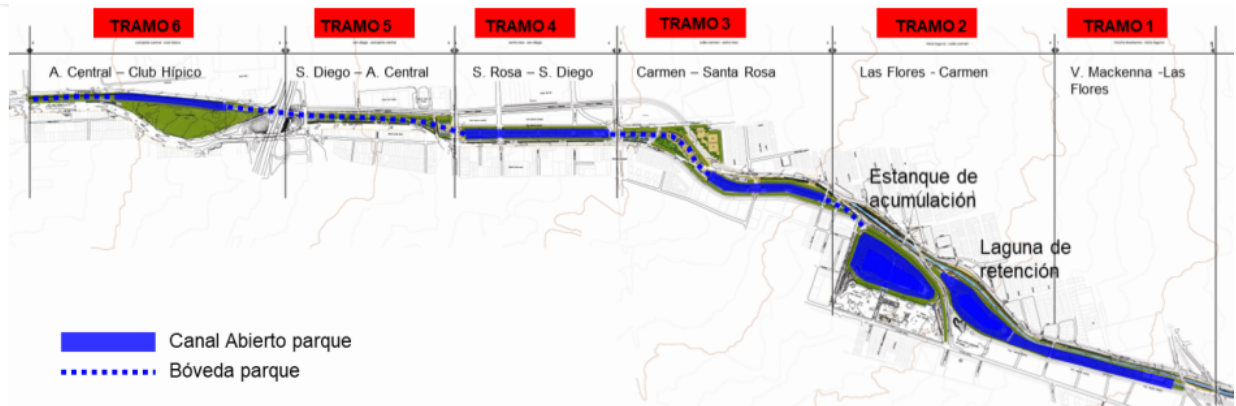 TRAMO 6
TRAMO 5
TRAMO 4
TRAMO 3
TRAMO 2
TRAMO 1
A. Central – Club Hípico
S. Diego – A. Central
S. Rosa – S. Diego
Carmen – Santa Rosa
Las Flores - Carmen
V. Mackenna -Las
Flores
Estanque de
acumulación
Laguna de
retención
Canal Abierto parque
Bóveda parque